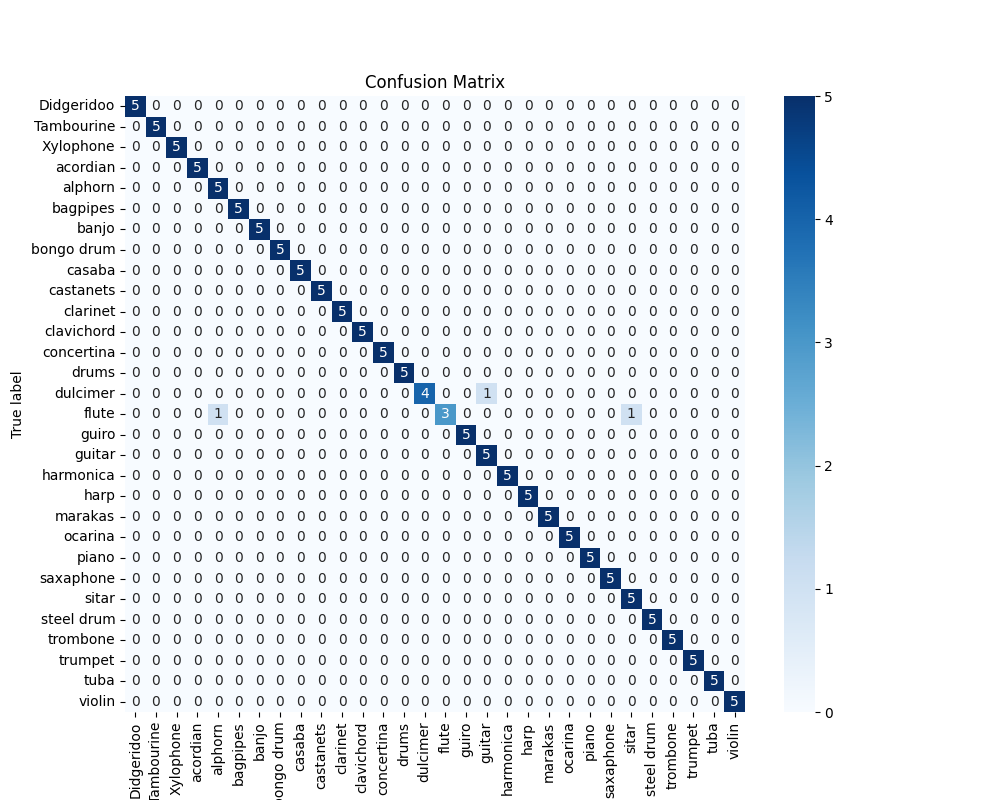 Confusion Matrix
True label
Didgeridoo 5 0 0 0 0 0 0 0 0 0 0 0 0 0 0 0 0 0 0 0 0 0 0 0 0 0 0 0 0 0
Tambourine 0 5 0 0 0 0 0 0 0 0 0 0 0 0 0 0 0 0 0 0 0 0 0 0 0 0 0 0 0 0
Xylophone 0 0 5 0 0 0 0 0 0 0 0 0 0 0 0 0 0 0 0 0 0 0 0 0 0 0 0 0 0 0
acordian 0 0 0 5 0 0 0 0 0 0 0 0 0 0 0 0 0 0 0 0 0 0 0 0 0 0 0 0 0 0
alphorn 0 0 0 0 5 0 0 0 0 0 0 0 0 0 0 0 0 0 0 0 0 0 0 0 0 0 0 0 0 0
bagpipes 0 0 0 0 0 5 0 0 0 0 0 0 0 0 0 0 0 0 0 0 0 0 0 0 0 0 0 0 0 0
banjo 0 0 0 0 0 0 5 0 0 0 0 0 0 0 0 0 0 0 0 0 0 0 0 0 0 0 0 0 0 0
bongo drum 0 0 0 0 0 0 0 5 0 0 0 0 0 0 0 0 0 0 0 0 0 0 0 0 0 0 0 0 0 0
casaba 0 0 0 0 0 0 0 0 5 0 0 0 0 0 0 0 0 0 0 0 0 0 0 0 0 0 0 0 0 0
castanets 0 0 0 0 0 0 0 0 0 5 0 0 0 0 0 0 0 0 0 0 0 0 0 0 0 0 0 0 0 0
clarinet 0 0 0 0 0 0 0 0 0 0 5 0 0 0 0 0 0 0 0 0 0 0 0 0 0 0 0 0 0 0
clavichord 0 0 0 0 0 0 0 0 0 0 0 5 0 0 0 0 0 0 0 0 0 0 0 0 0 0 0 0 0 0
concertina 0 0 0 0 0 0 0 0 0 0 0 0 5 0 0 0 0 0 0 0 0 0 0 0 0 0 0 0 0 0
drums 0 0 0 0 0 0 0 0 0 0 0 0 0 5 0 0 0 0 0 0 0 0 0 0 0 0 0 0 0 0
dulcimer 0 0 0 0 0 0 0 0 0 0 0 0 0 0 4 0 0 1 0 0 0 0 0 0 0 0 0 0 0 0
flute 0 0 0 0 1 0 0 0 0 0 0 0 0 0 0 3 0 0 0 0 0 0 0 0 1 0 0 0 0 0
guiro 0 0 0 0 0 0 0 0 0 0 0 0 0 0 0 0 5 0 0 0 0 0 0 0 0 0 0 0 0 0
guitar 0 0 0 0 0 0 0 0 0 0 0 0 0 0 0 0 0 5 0 0 0 0 0 0 0 0 0 0 0 0
harmonica 0 0 0 0 0 0 0 0 0 0 0 0 0 0 0 0 0 0 5 0 0 0 0 0 0 0 0 0 0 0
harp 0 0 0 0 0 0 0 0 0 0 0 0 0 0 0 0 0 0 0 5 0 0 0 0 0 0 0 0 0 0
marakas 0 0 0 0 0 0 0 0 0 0 0 0 0 0 0 0 0 0 0 0 5 0 0 0 0 0 0 0 0 0
ocarina 0 0 0 0 0 0 0 0 0 0 0 0 0 0 0 0 0 0 0 0 0 5 0 0 0 0 0 0 0 0
piano 0 0 0 0 0 0 0 0 0 0 0 0 0 0 0 0 0 0 0 0 0 0 5 0 0 0 0 0 0 0
saxaphone 0 0 0 0 0 0 0 0 0 0 0 0 0 0 0 0 0 0 0 0 0 0 0 5 0 0 0 0 0 0
sitar 0 0 0 0 0 0 0 0 0 0 0 0 0 0 0 0 0 0 0 0 0 0 0 0 5 0 0 0 0 0
steel drum 0 0 0 0 0 0 0 0 0 0 0 0 0 0 0 0 0 0 0 0 0 0 0 0 0 5 0 0 0 0
trombone 0 0 0 0 0 0 0 0 0 0 0 0 0 0 0 0 0 0 0 0 0 0 0 0 0 0 5 0 0 0
trumpet 0 0 0 0 0 0 0 0 0 0 0 0 0 0 0 0 0 0 0 0 0 0 0 0 0 0 0 5 0 0
tuba 0 0 0 0 0 0 0 0 0 0 0 0 0 0 0 0 0 0 0 0 0 0 0 0 0 0 0 0 5 0
violin 0 0 0 0 0 0 0 0 0 0 0 0 0 0 0 0 0 0 0 0 0 0 0 0 0 0 0 0 0 5
Didgeridoo
Tambourine
Xylophone
acordian
alphorn
bagpipes
banjo
ongo drum
casaba
castanets
clarinet
clavichord
concertina
drums
dulcimer
flute
guiro
guitar
harmonica
harp
marakas
ocarina
piano
saxaphone
sitar
steel drum
trombone
trumpet
tuba
violin
5
4
3
2
1
0